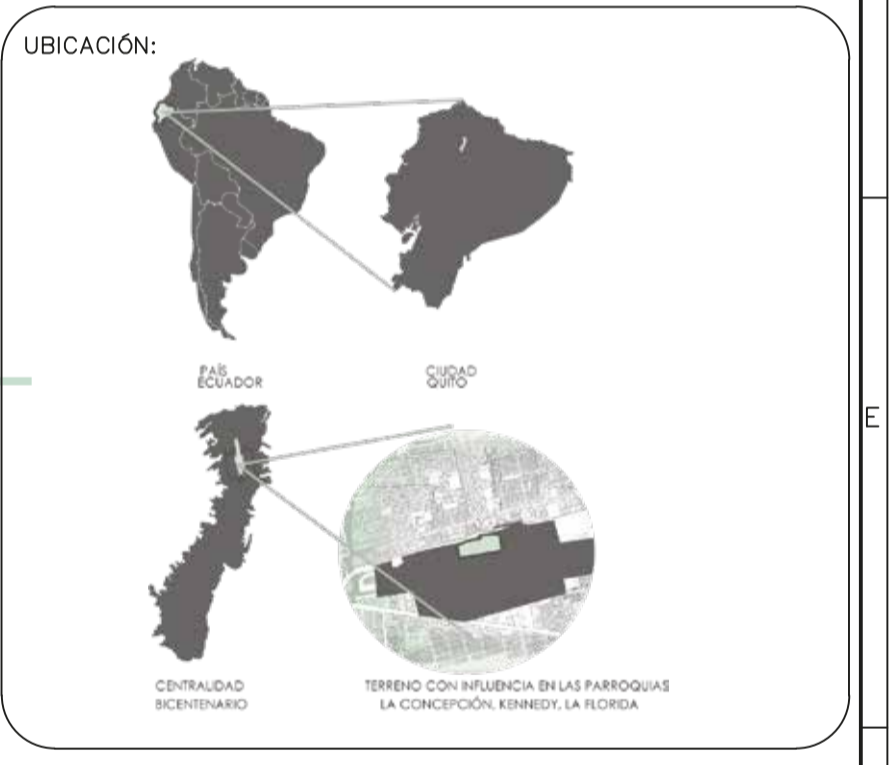 UBICACIÓN:
PAÍS
ECUADOR
CIUDAD
QUITO
CENTRALIDAD
BICENTENARIO
TERRENO CON INFLUENCIA EN LAS PARROQUIAS
LA CONCEPCIÓN, KENNEDY, LA FLORIDA
E